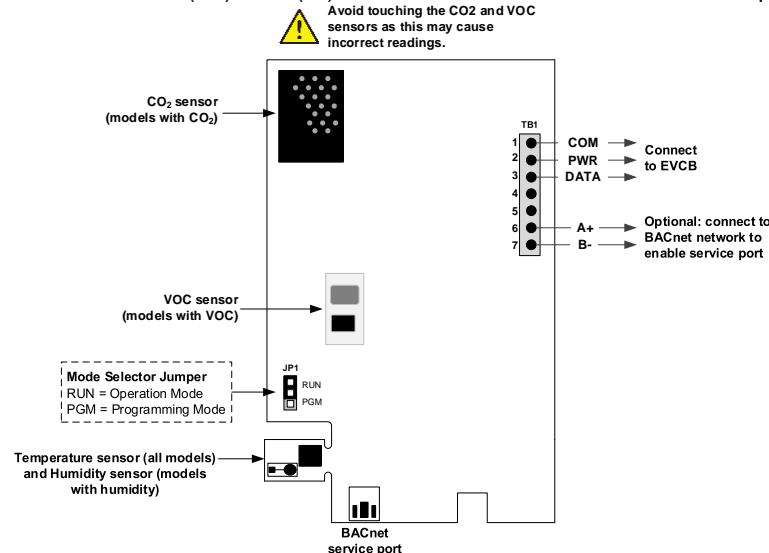 Avoid touching the CO2 and VOC
sensors as this may cause
incorrect readings.
CO₂ sensor
(models with CO₂)
TB1
1 COM
2 PWR
3 DATA
4
5
6 A+
7 B-
Connect
to EVCB
Optional: connect to
BACnet network to
enable service port
VOC sensor
(models with VOC)
JP1
RUN
PGM
Mode Selector Jumper
RUN = Operation Mode
PGM = Programming Mode
Temperature sensor (all models)
and Humidity sensor (models
with humidity)
BACnet
service port